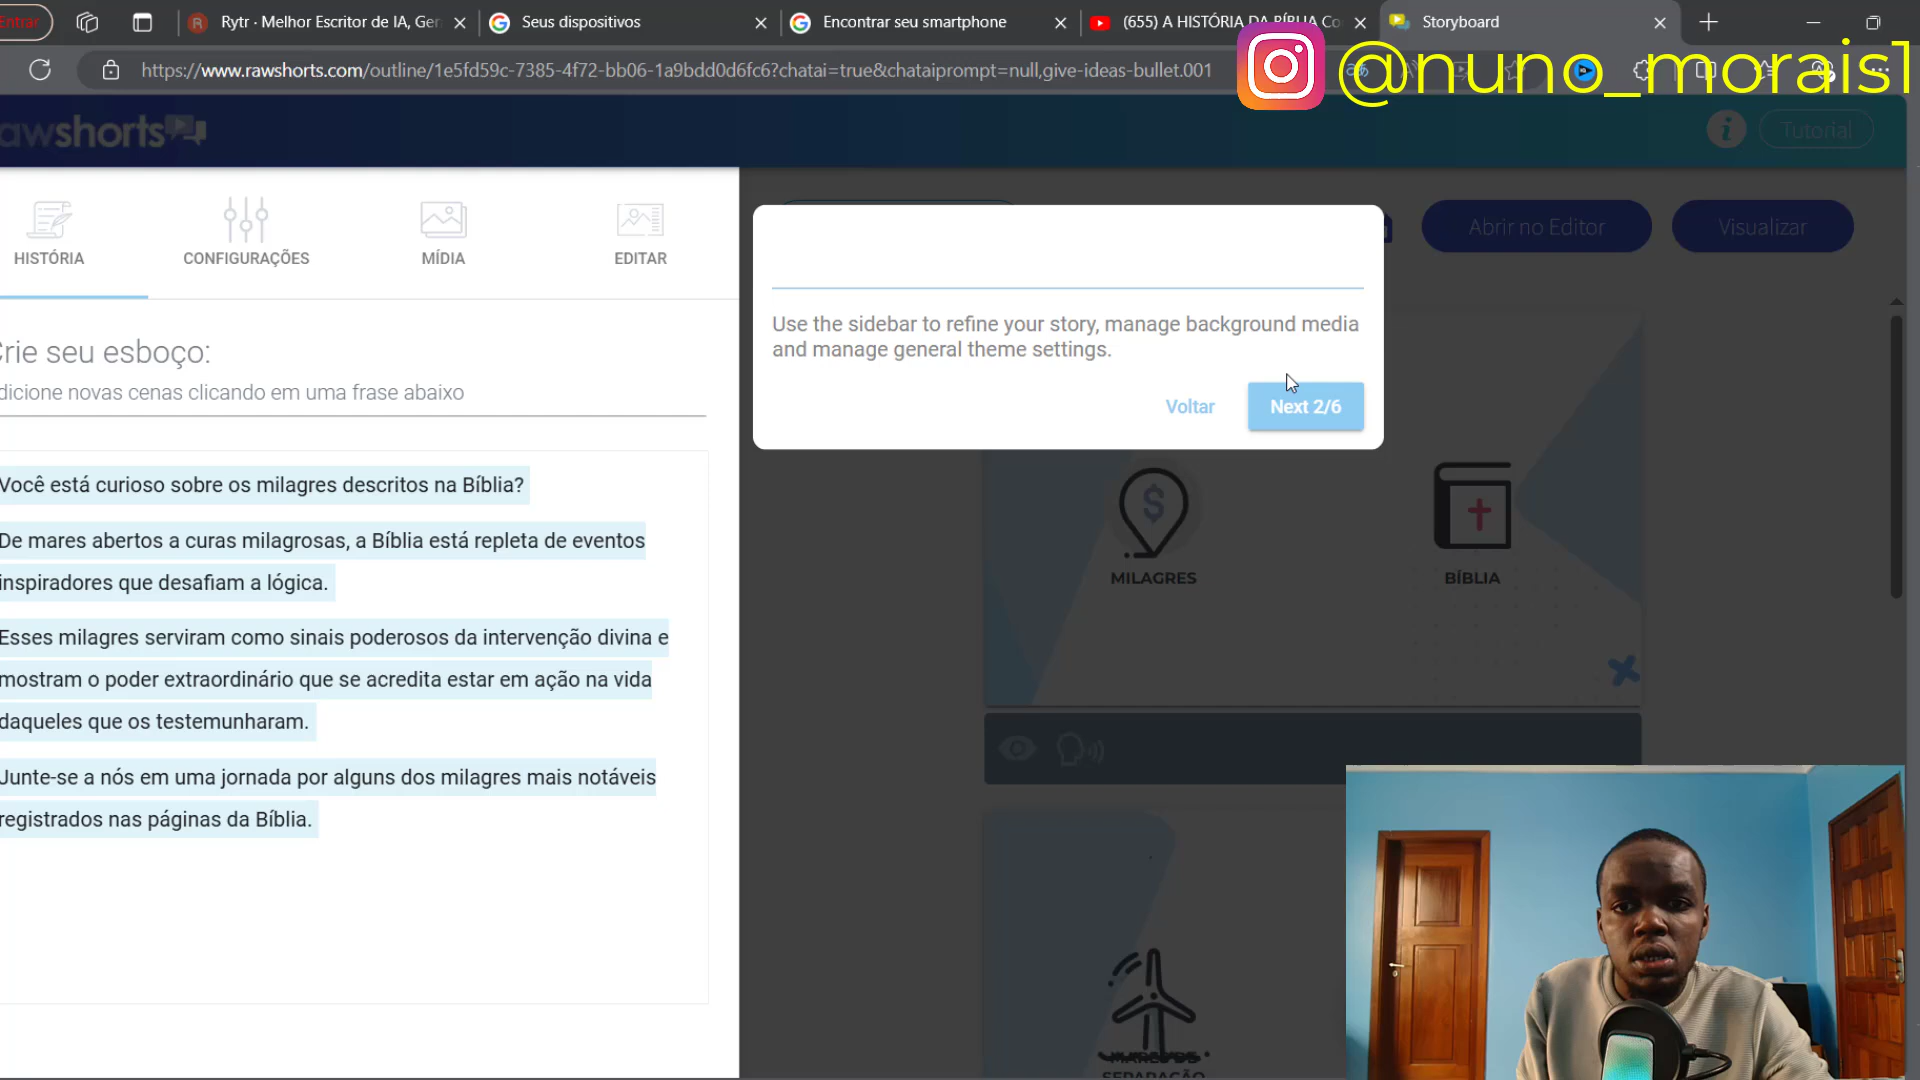 Entrar
Rytr · Melhor Escritor de IA, Ger
Seus dispositivos
Encontrar seu smartphone
(655) A HISTÓRIA DA BÍBLIA Co
Storyboard
https://www.rawshorts.com/outline/1e5fd59c-7385-4f72-bb06-1a9bdd0d6fc6?chatai=true&chataiprompt=null,give-ideas-bullet.001
@nuno_morais1
awshorts
Tutorial
HISTÓRIA
CONFIGURAÇÕES
MÍDIA
EDITAR
Abrir no Editor
Visualizar
Crie seu esboço:
dicione novas cenas clicando em uma frase abaixo
Use the sidebar to refine your story, manage background media
and manage general theme settings.
Voltar
Next 2/6
Você está curioso sobre os milagres descritos na Bíblia?
De mares abertos a curas milagrosas, a Bíblia está repleta de eventos
inspiradores que desafiam a lógica.
Esses milagres serviram como sinais poderosos da intervenção divina e
mostram o poder extraordinário que se acredita estar em ação na vida
daqueles que os testemunharam.
Junte-se a nós em uma jornada por alguns dos milagres mais notáveis
registrados nas páginas da Bíblia.
MILAGRES
BÍBLIA
MARCO DE
SEPARAÇÃO